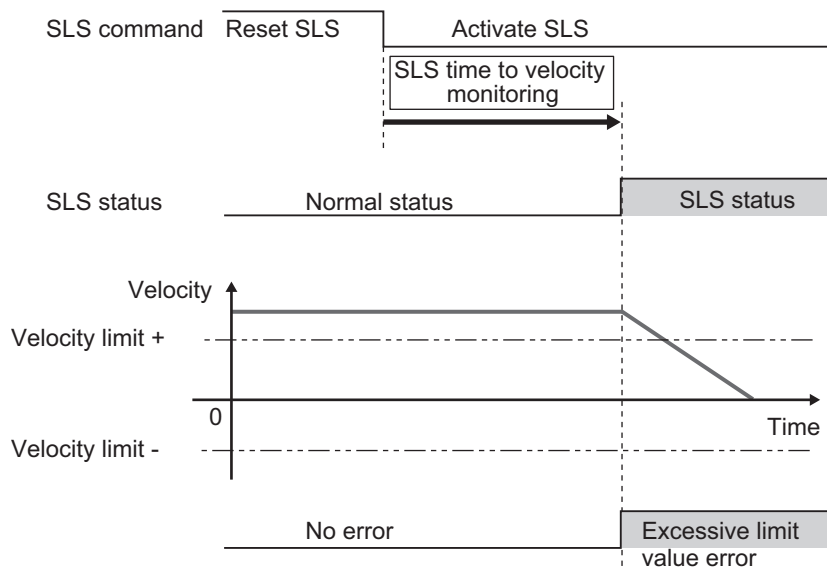 SLS command
Reset SLS
Activate SLS
SLS time to velocity
monitoring
SLS status
Normal status
SLS status
Velocity
Velocity limit +
0
Time
Velocity limit -
No error
Excessive limit
value error